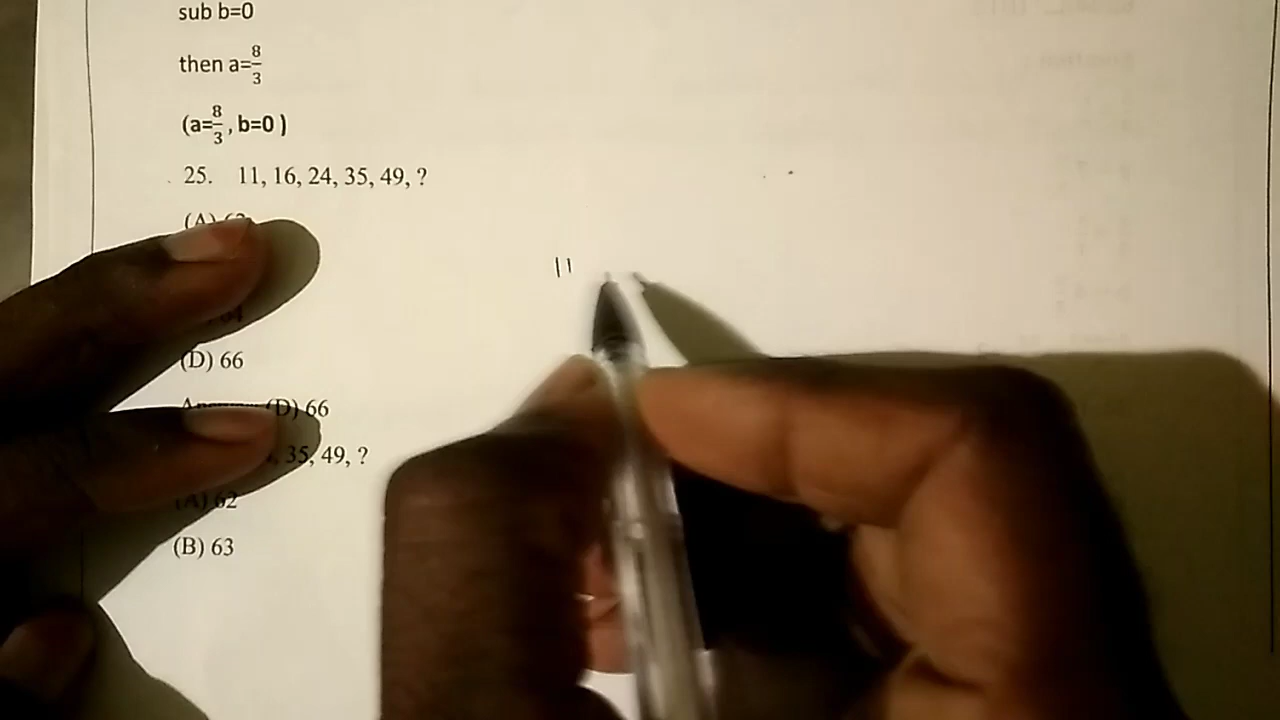 sub b=0
then a=8/3
(a=8/3, b=0 )
25. 11, 16, 24, 35, 49, ?
(A)
11
(D) 66
(D) 66
35, 49, ?
(A) 62
(B) 63